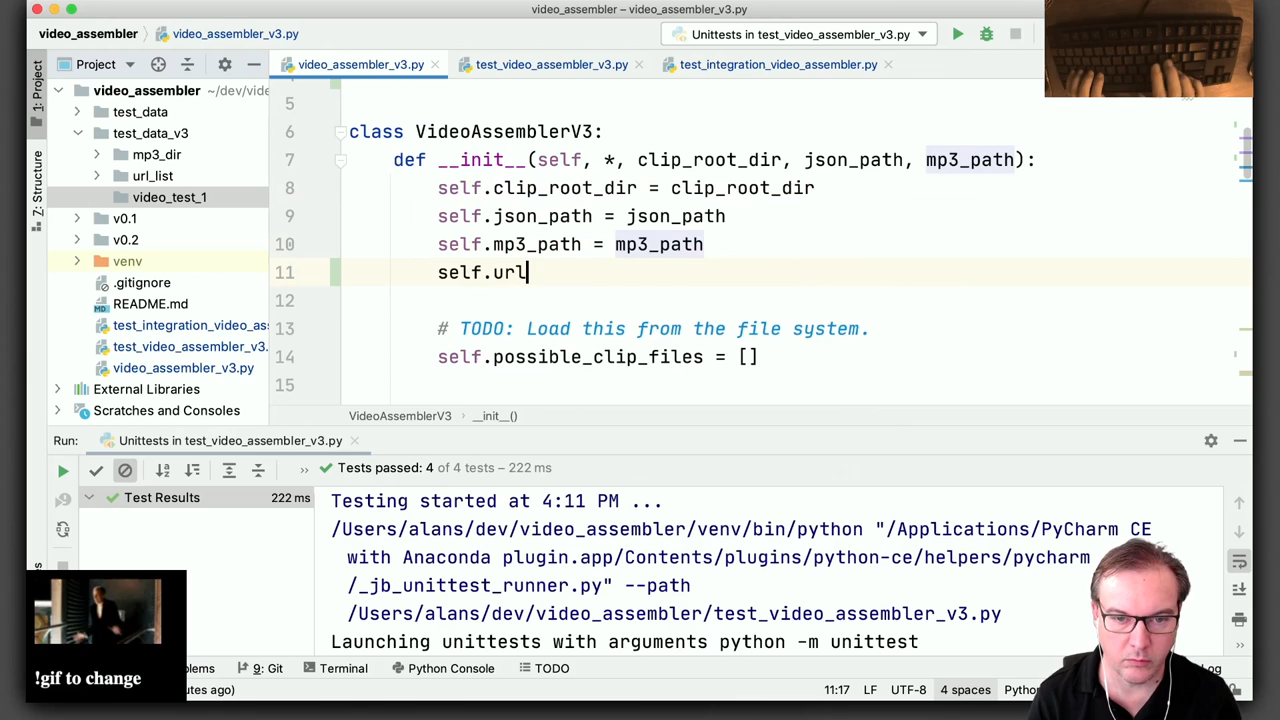 video_assembler – video_assembler_v3.py
video_assembler
video_assembler_v3.py
Unittests in test_video_assembler_v3.py
1: Project
Z: Structure
Project
video_assembler_v3.py
test_video_assembler_v3.py
test_integration_video_assembler.py
video_assembler ~/dev/vide
test_data
test_data_v3
mp3_dir
url_list
video_test_1
v0.1
v0.2
venv
.gitignore
README.md
test_integration_video_as
test_video_assembler_v3.
video_assembler_v3.py
External Libraries
Scratches and Consoles
5
6 class VideoAssemblerV3:
7 def __init__(self, *, clip_root_dir, json_path, mp3_path):
8 self.clip_root_dir = clip_root_dir
9 self.json_path = json_path
10 self.mp3_path = mp3_path
11 self.url
12
13 # TODO: Load this from the file system.
14 self.possible_clip_files = []
15
VideoAssemblerV3 › __init__()
Run: Unittests in test_video_assembler_v3.py
Tests passed: 4 of 4 tests – 222 ms
Test Results 222 ms
Testing started at 4:11 PM ...
/Users/alans/dev/video_assembler/venv/bin/python "/Applications/PyCharm CE
with Anaconda plugin.app/Contents/plugins/python-ce/helpers/pycharm
/_jb_unittest_runner.py" --path
/Users/alans/dev/video_assembler/test_video_assembler_v3.py
Launching unittests with arguments python -m unittest
!gif to change
blems
9: Git
Terminal
Python Console
TODO
Log
utes ago)
11:17 LF UTF-8 4 spaces Pytho